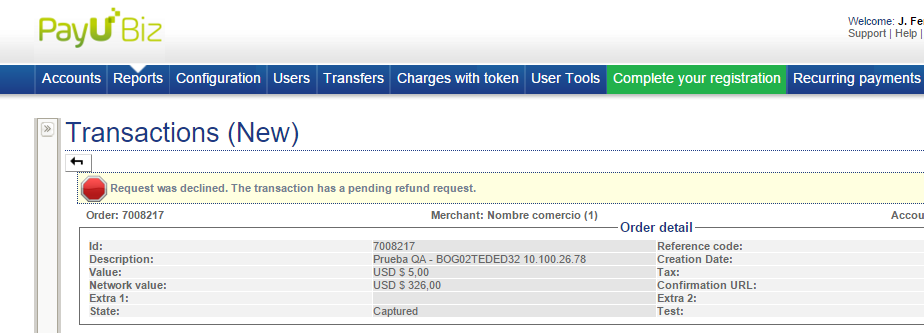 PayU Biz
Welcome: J. Fe
Support | Help |
Accounts Reports Configuration Users Transfers Charges with token User Tools Complete your registration Recurring payments
Transactions (New)
Request was declined. The transaction has a pending refund request.
Order: 7008217 Merchant: Nombre comercio (1) Accou
Order detail
Id: 7008217 Reference code:
Description: Prueba QA - BOG02TEDED32 10.100.26.78 Creation Date:
Value: USD $ 5,00 Tax:
Network value: USD $ 326,00 Confirmation URL:
Extra 1: Extra 2:
State: Captured Test: